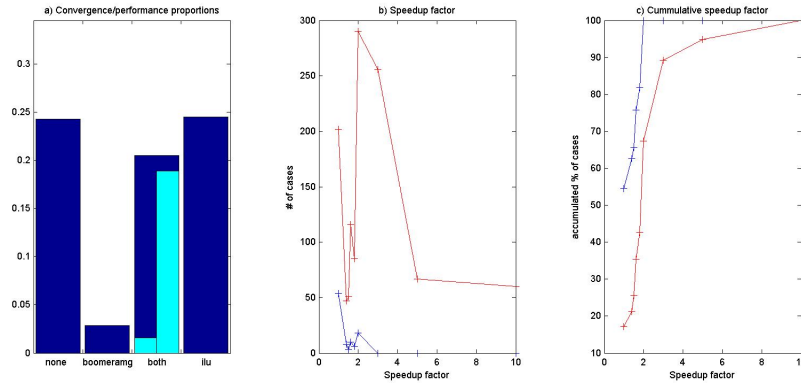 a) Convergence/performance proportions
0.3
0.25
0.2
0.15
0.1
0.05
0
none boomeramg both ilu
b) Speedup factor
300
250
200
150
100
50
0
0 2 4 6 8 10
# of cases
Speedup factor
c) Cummulative speedup factor
100
90
80
70
60
50
40
30
20
10
0 2 4 6 8 10
accumulated % of cases
Speedup factor